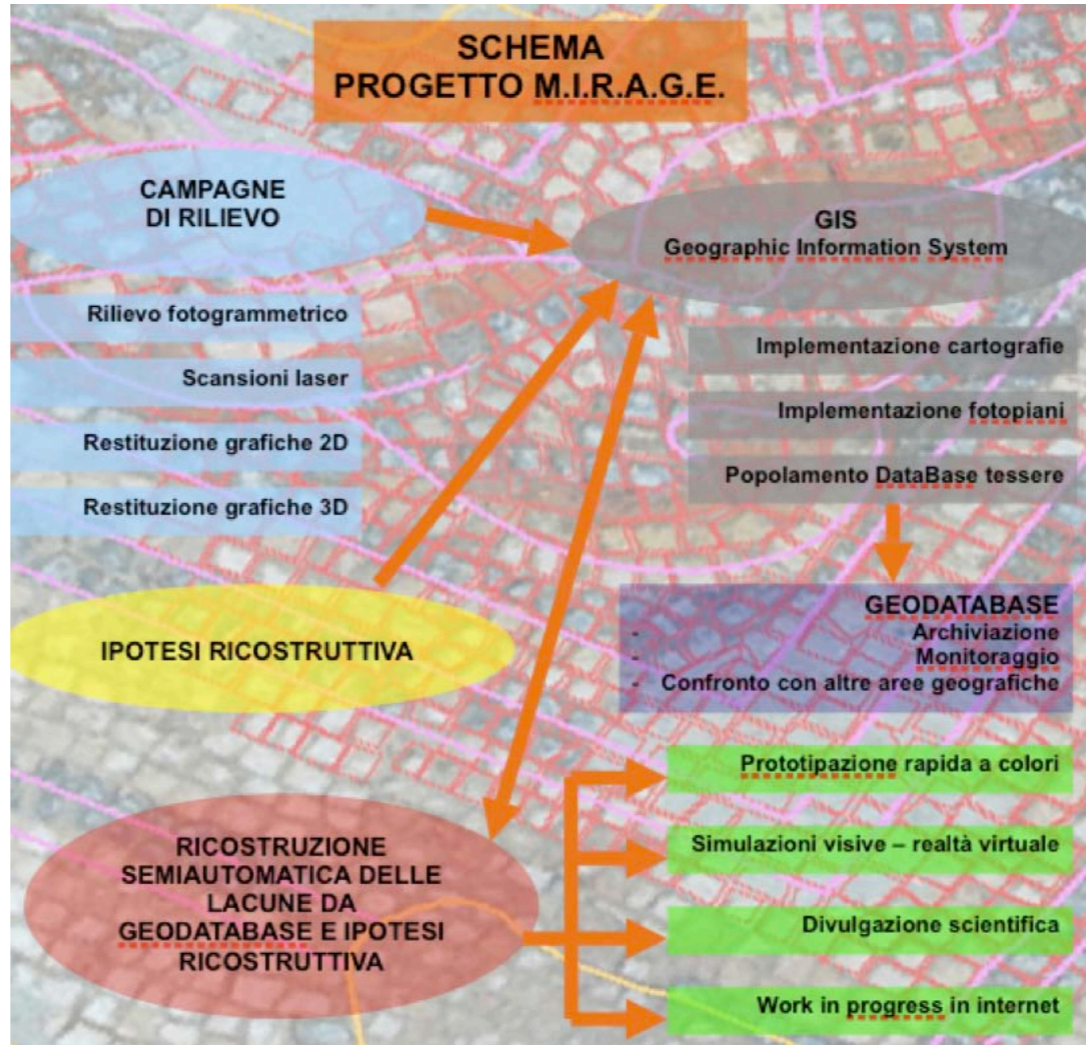 SCHEMA
PROGETTO M.I.R.A.G.E.
CAMPAGNE
DI RILIEVO
Rilievo fotogrammetrico
Scansioni laser
Restituzione grafiche 2D
Restituzione grafiche 3D
GIS
Geographic Information System
Implementazione cartografie
Implementazione fotopiani
Popolamento DataBase tessere
IPOTESI RICOSTRUTTIVA
GEODATABASE
- Archiviazione
- Monitoraggio
- Confronto con altre aree geografiche
RICOSTRUZIONE
SEMIAUTOMATICA DELLE
LACUNE DA
GEODATABASE E IPOTESI
RICOSTRUTTIVA
Prototipazione rapida a colori
Simulazioni visive – realtà virtuale
Divulgazione scientifica
Work in progress in internet